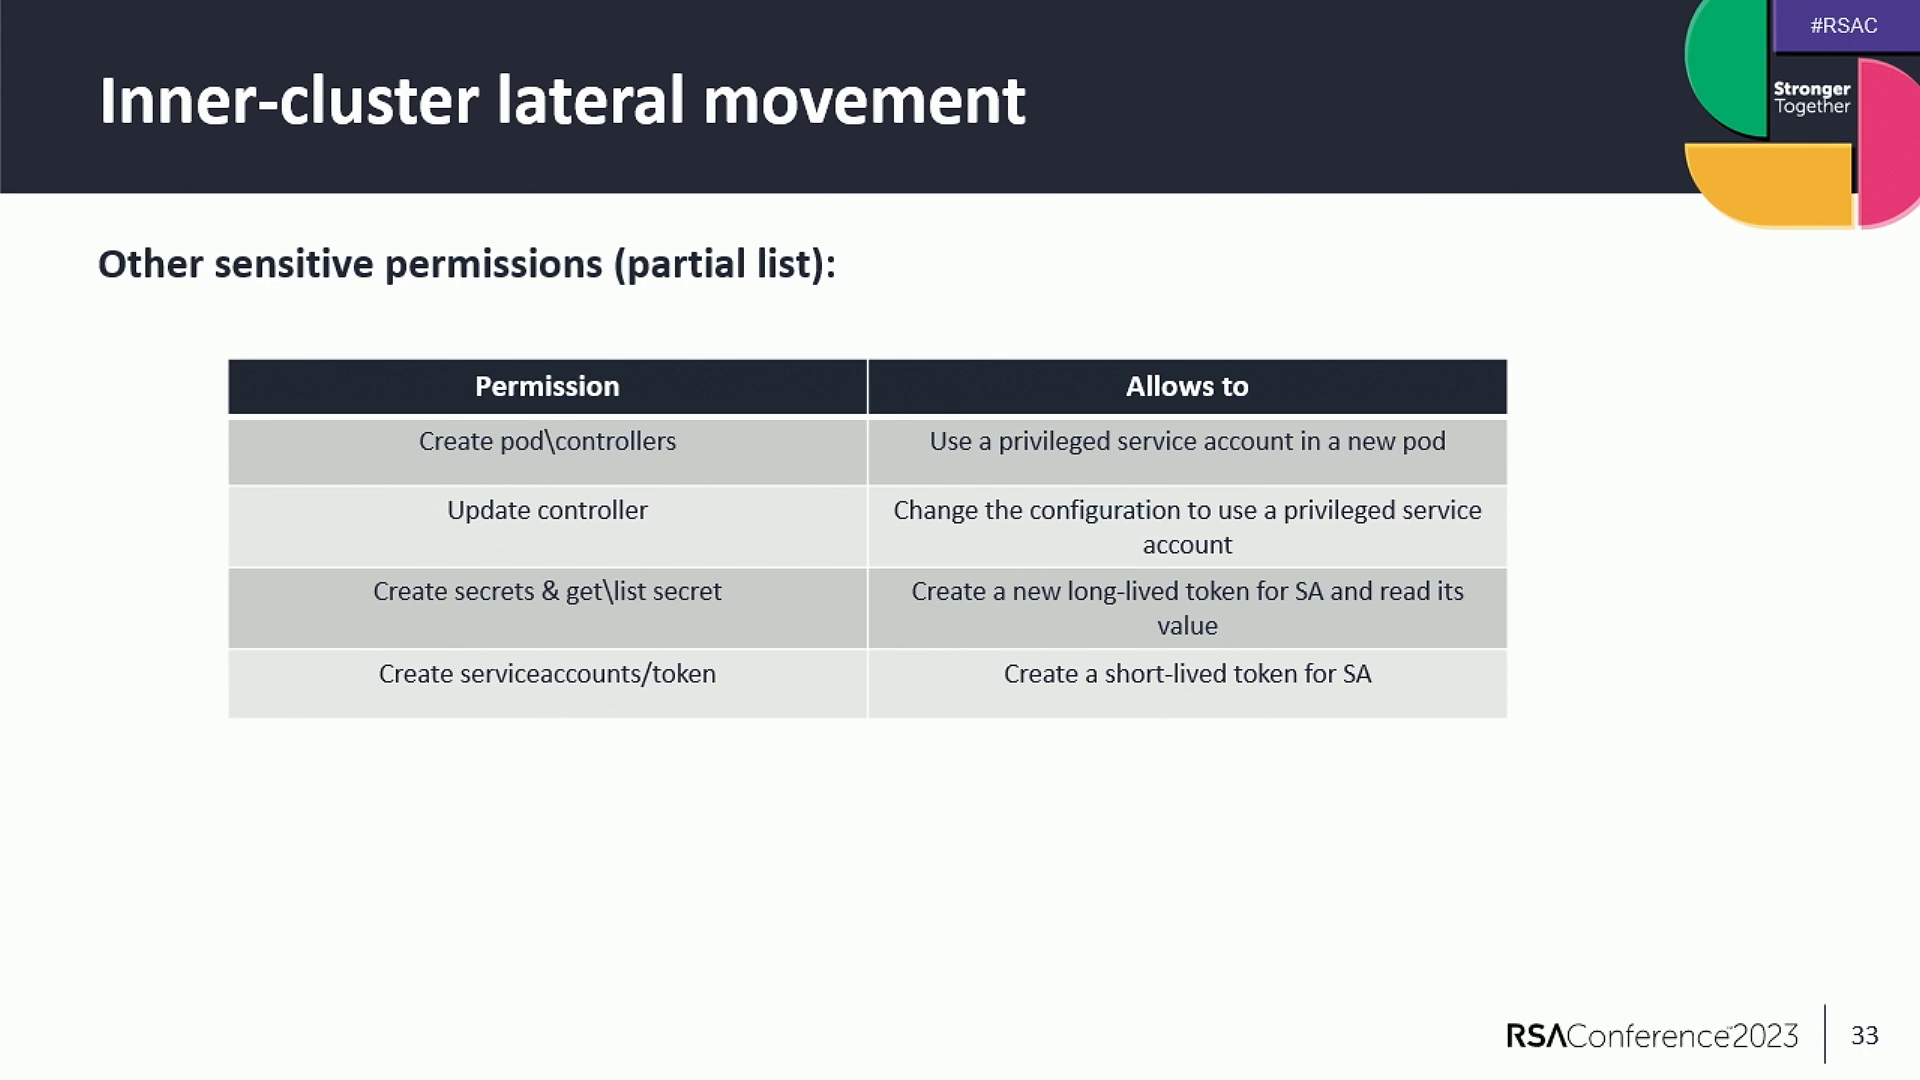 #RSAC
Inner-cluster lateral movement
Stronger
Together
Other sensitive permissions (partial list):
Permission
Allows to
Create pod\controllers
Use a privileged service account in a new pod
Update controller
Change the configuration to use a privileged service
account
Create secrets & get\list secret
Create a new long-lived token for SA and read its
value
Create serviceaccounts/token
Create a short-lived token for SA
RSAConference™2023
33